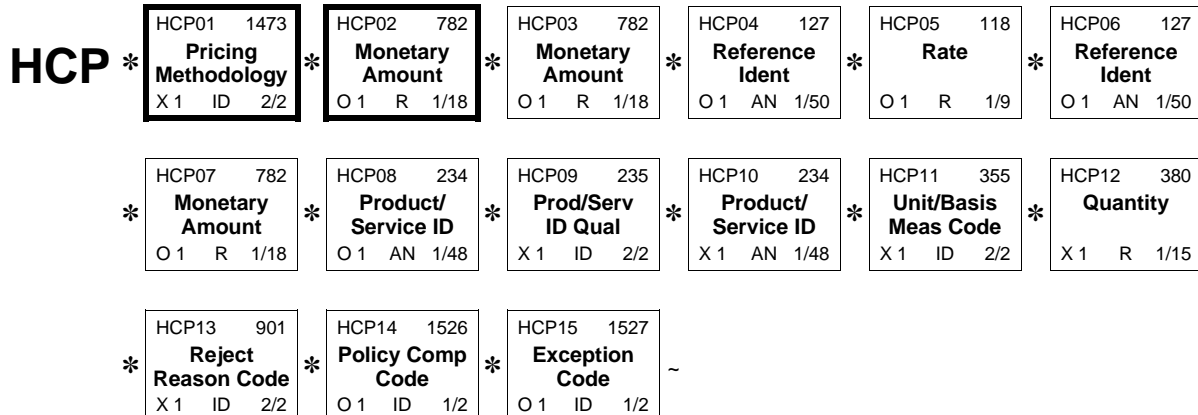 HCP01 1473 HCP02 782 HCP03 782 HCP04 127 HCP05 118 HCP06 127
HCP * Pricing Methodology * Monetary Amount * Monetary Amount * Reference Ident * Rate * Reference Ident
X 1 ID 2/2 O 1 R 1/18 O 1 R 1/18 O 1 AN 1/50 O 1 R 1/9 O 1 AN 1/50
HCP07 782 HCP08 234 HCP09 235 HCP10 234 HCP11 355 HCP12 380
* Monetary Amount * Product/ Service ID * Prod/Serv ID Qual * Product/ Service ID * Unit/Basis Meas Code * Quantity
O 1 R 1/18 O 1 AN 1/48 X 1 ID 2/2 X 1 AN 1/48 X 1 ID 2/2 X 1 R 1/15
HCP13 901 HCP14 1526 HCP15 1527
* Reject Reason Code * Policy Comp Code * Exception Code ~
X 1 ID 2/2 O 1 ID 1/2 O 1 ID 1/2